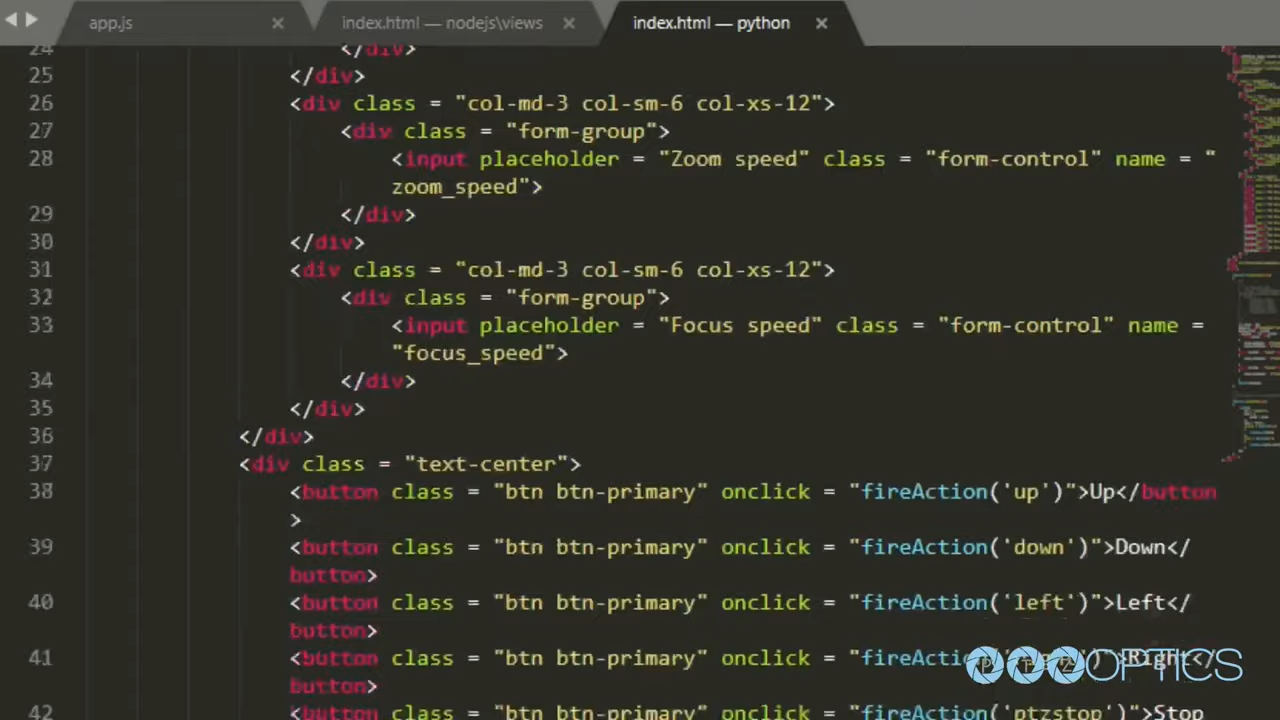 app.js × index.html — nodejs\views × index.html — python ×
24 </div>
25 </div>
26 <div class = "col-md-3 col-sm-6 col-xs-12">
27 <div class = "form-group">
28 <input placeholder = "Zoom speed" class = "form-control" name = "
zoom_speed">
29 </div>
30 </div>
31 <div class = "col-md-3 col-sm-6 col-xs-12">
32 <div class = "form-group">
33 <input placeholder = "Focus speed" class = "form-control" name =
"focus_speed">
34 </div>
35 </div>
36 </div>
37 <div class = "text-center">
38 <button class = "btn btn-primary" onclick = "fireAction('up')">Up</button
>
39 <button class = "btn btn-primary" onclick = "fireAction('down')">Down</
button>
40 <button class = "btn btn-primary" onclick = "fireAction('left')">Left</
button>
41 <button class = "btn btn-primary" onclick = "fireAction('right')">Right</
button>
42 <button class = "btn btn-primary" onclick = "fireAction('ptzstop')">Stop
PTZOPTICS